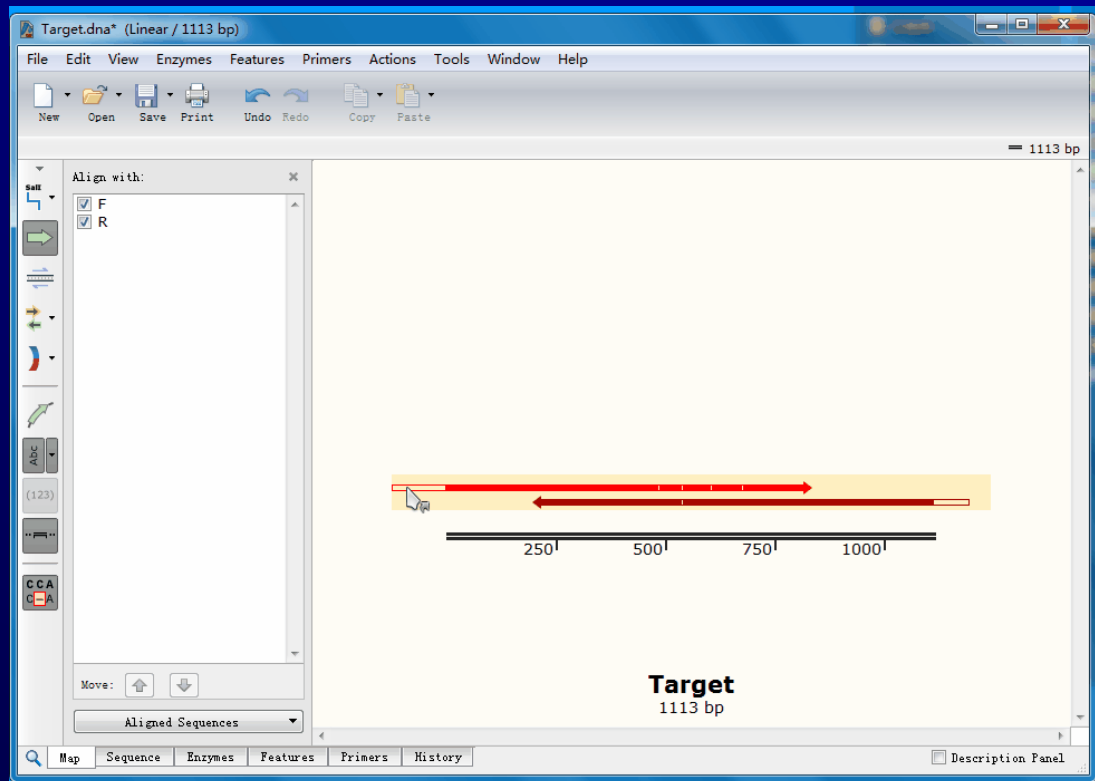 Target.dna* (Linear / 1113 bp)
File Edit View Enzymes Features Primers Actions Tools Window Help
New Open Save Print Undo Redo Copy Paste
1113 bp
SalI
Align with:
F
R
Abc
(123)
CCA
C–A
250 500 750 1000
Target
1113 bp
Move:
Aligned Sequences
Map Sequence Enzymes Features Primers History Description Panel